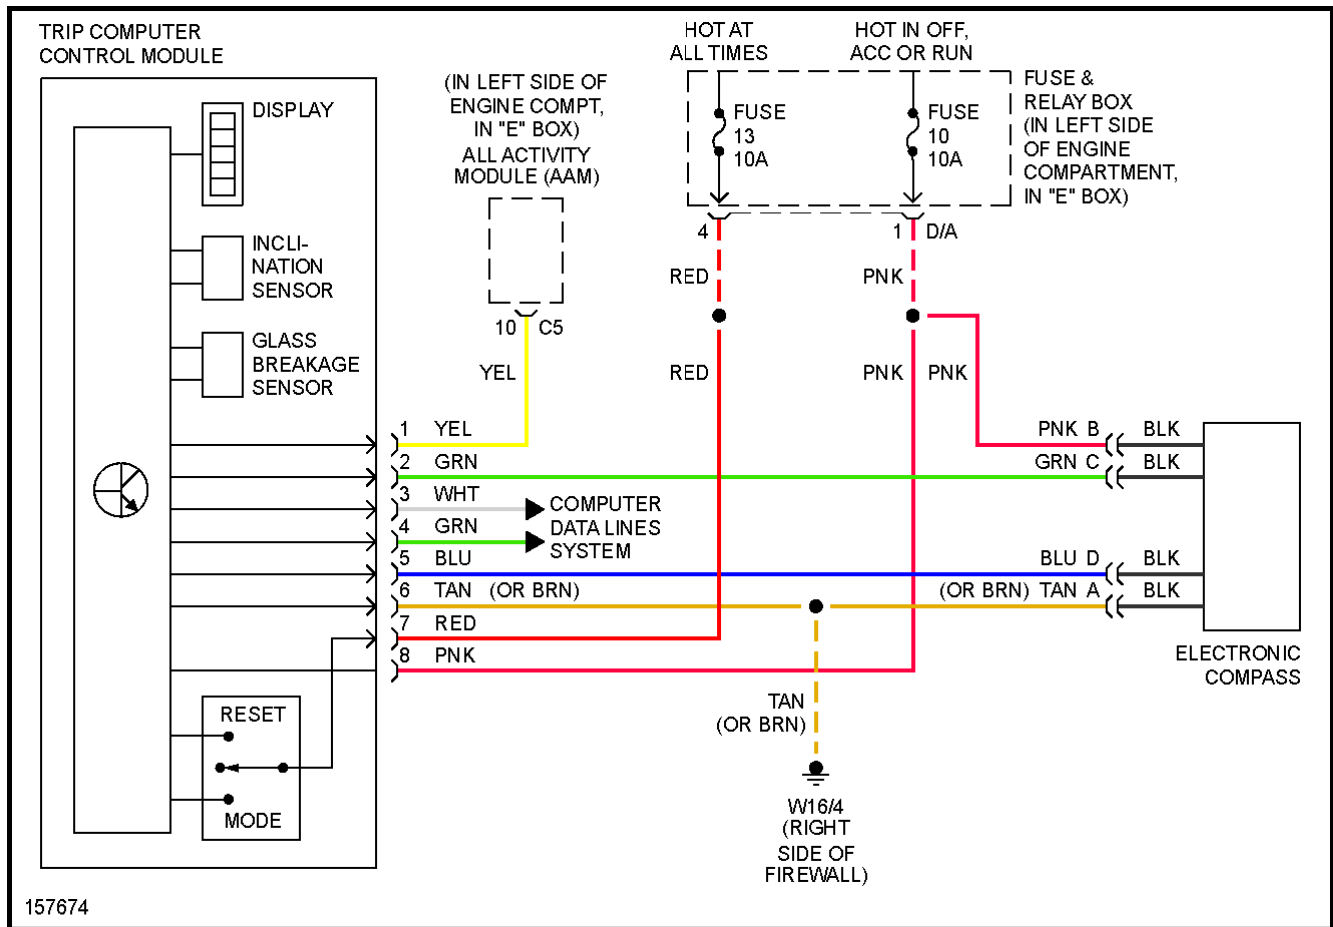 TRIP COMPUTER
CONTROL MODULE
DISPLAY
INCLI-
NATION
SENSOR
GLASS
BREAKAGE
SENSOR
RESET
MODE
(IN LEFT SIDE OF
ENGINE COMPT,
IN "E" BOX)
ALL ACTIVITY
MODULE (AAM)
10 C5
YEL
HOT AT
ALL TIMES
HOT IN OFF,
ACC OR RUN
FUSE
13
10A
FUSE
10
10A
FUSE &
RELAY BOX
(IN LEFT SIDE
OF ENGINE
COMPARTMENT,
IN "E" BOX)
4
1 D/A
RED
PNK
RED
PNK
PNK
1 YEL
2 GRN
3 WHT
4 GRN
5 BLU
6 TAN (OR BRN)
7 RED
8 PNK
COMPUTER
DATA LINES
SYSTEM
PNK B BLK
GRN C BLK
BLU D BLK
(OR BRN) TAN A BLK
ELECTRONIC
COMPASS
TAN
(OR BRN)
W16/4
(RIGHT
SIDE OF
FIREWALL)
157674